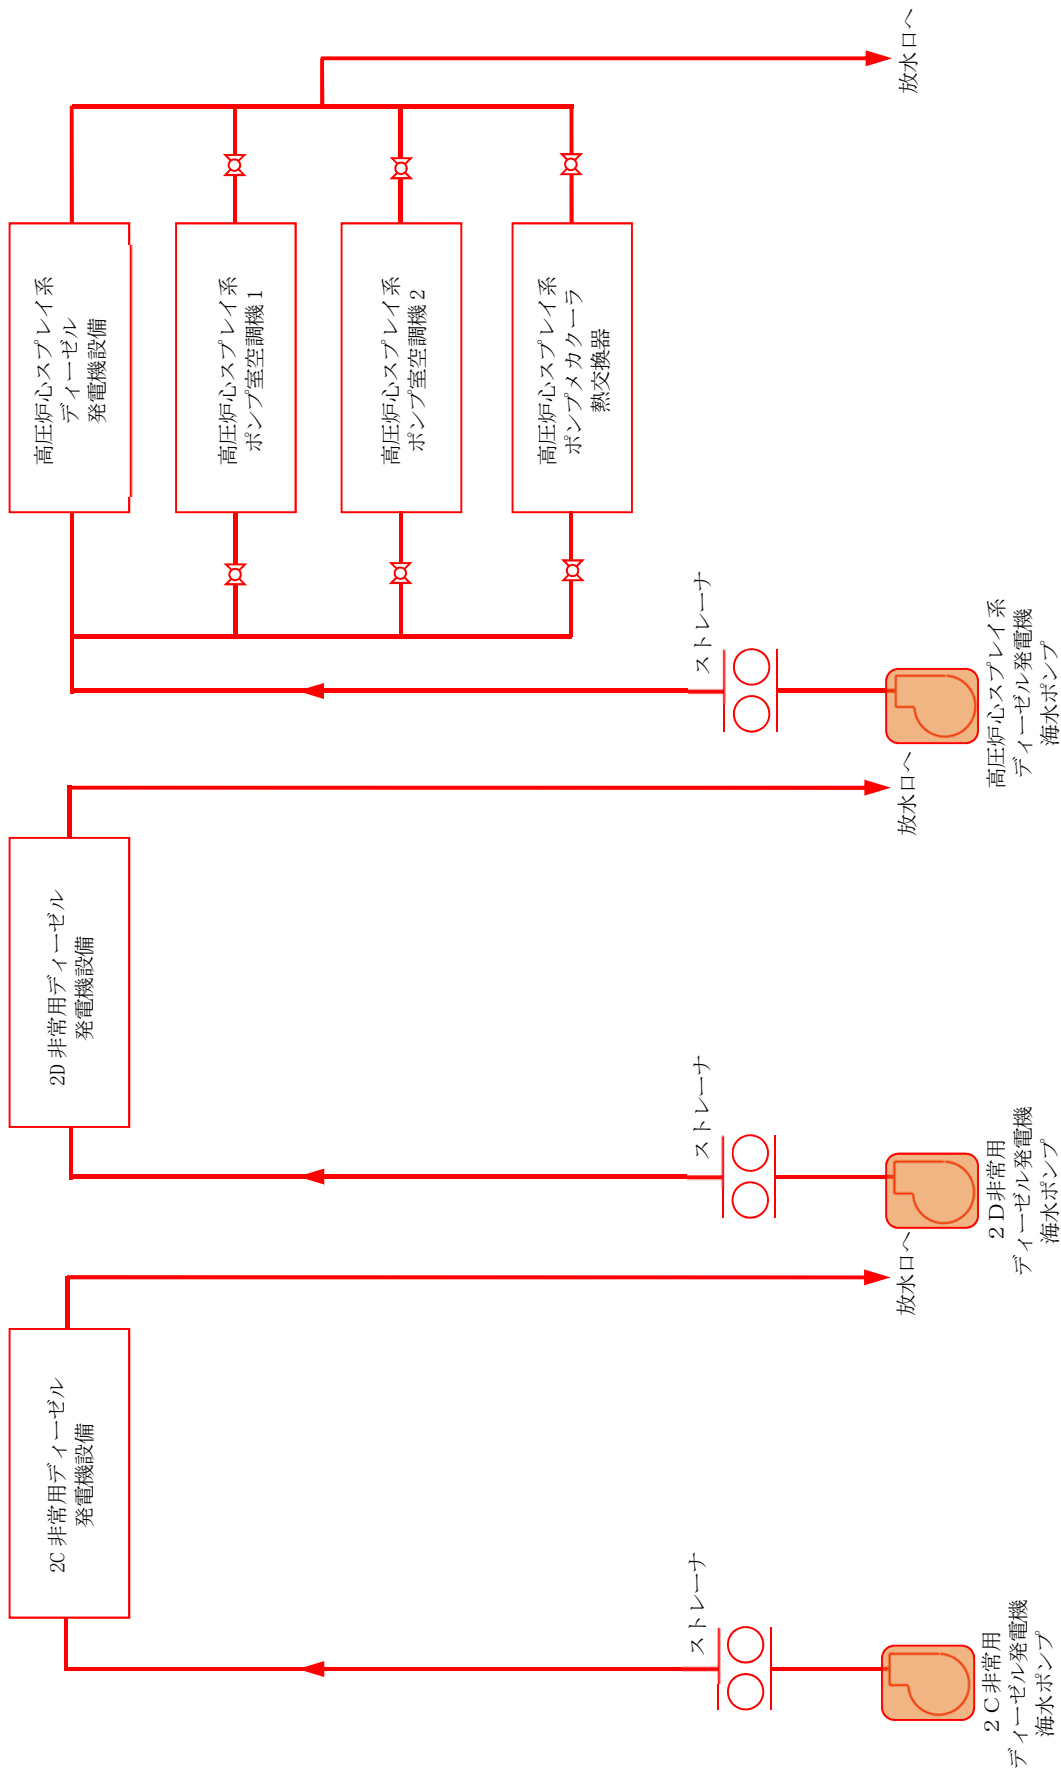 2C 非常用ディーゼル
発電機設備
2D 非常用ディーゼル
発電機設備
高圧炉心スプレイ系
ディーゼル
発電機設備
高圧炉心スプレイ系
ポンプ室空調機1
高圧炉心スプレイ系
ポンプ室空調機2
高圧炉心スプレイ系
ポンプメカクーラ
熱交換器
ストレーナ
ストレーナ
ストレーナ
放水口へ
放水口へ
放水口へ
2C非常用
ディーゼル発電機
海水ポンプ
2D非常用
ディーゼル発電機
海水ポンプ
高圧炉心スプレイ系
ディーゼル発電機
海水ポンプ